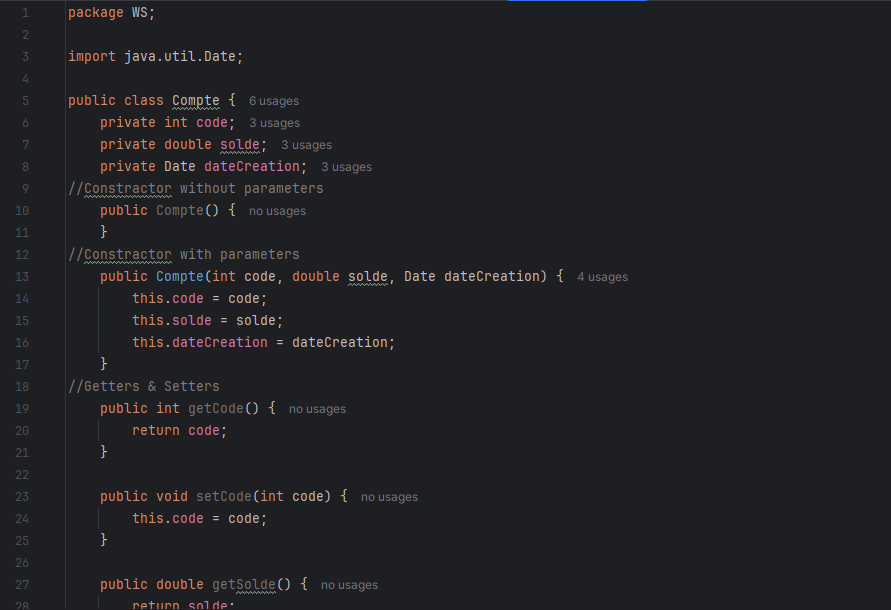 1 package WS;
2
3 import java.util.Date;
4
5 public class Compte { 6 usages
6 private int code; 3 usages
7 private double solde; 3 usages
8 private Date dateCreation; 3 usages
9 //Constractor without parameters
10 public Compte() { no usages
11 }
12 //Constractor with parameters
13 public Compte(int code, double solde, Date dateCreation) { 4 usages
14 this.code = code;
15 this.solde = solde;
16 this.dateCreation = dateCreation;
17 }
18 //Getters & Setters
19 public int getCode() { no usages
20 return code;
21 }
22
23 public void setCode(int code) { no usages
24 this.code = code;
25 }
26
27 public double getSolde() { no usages
28 return solde;